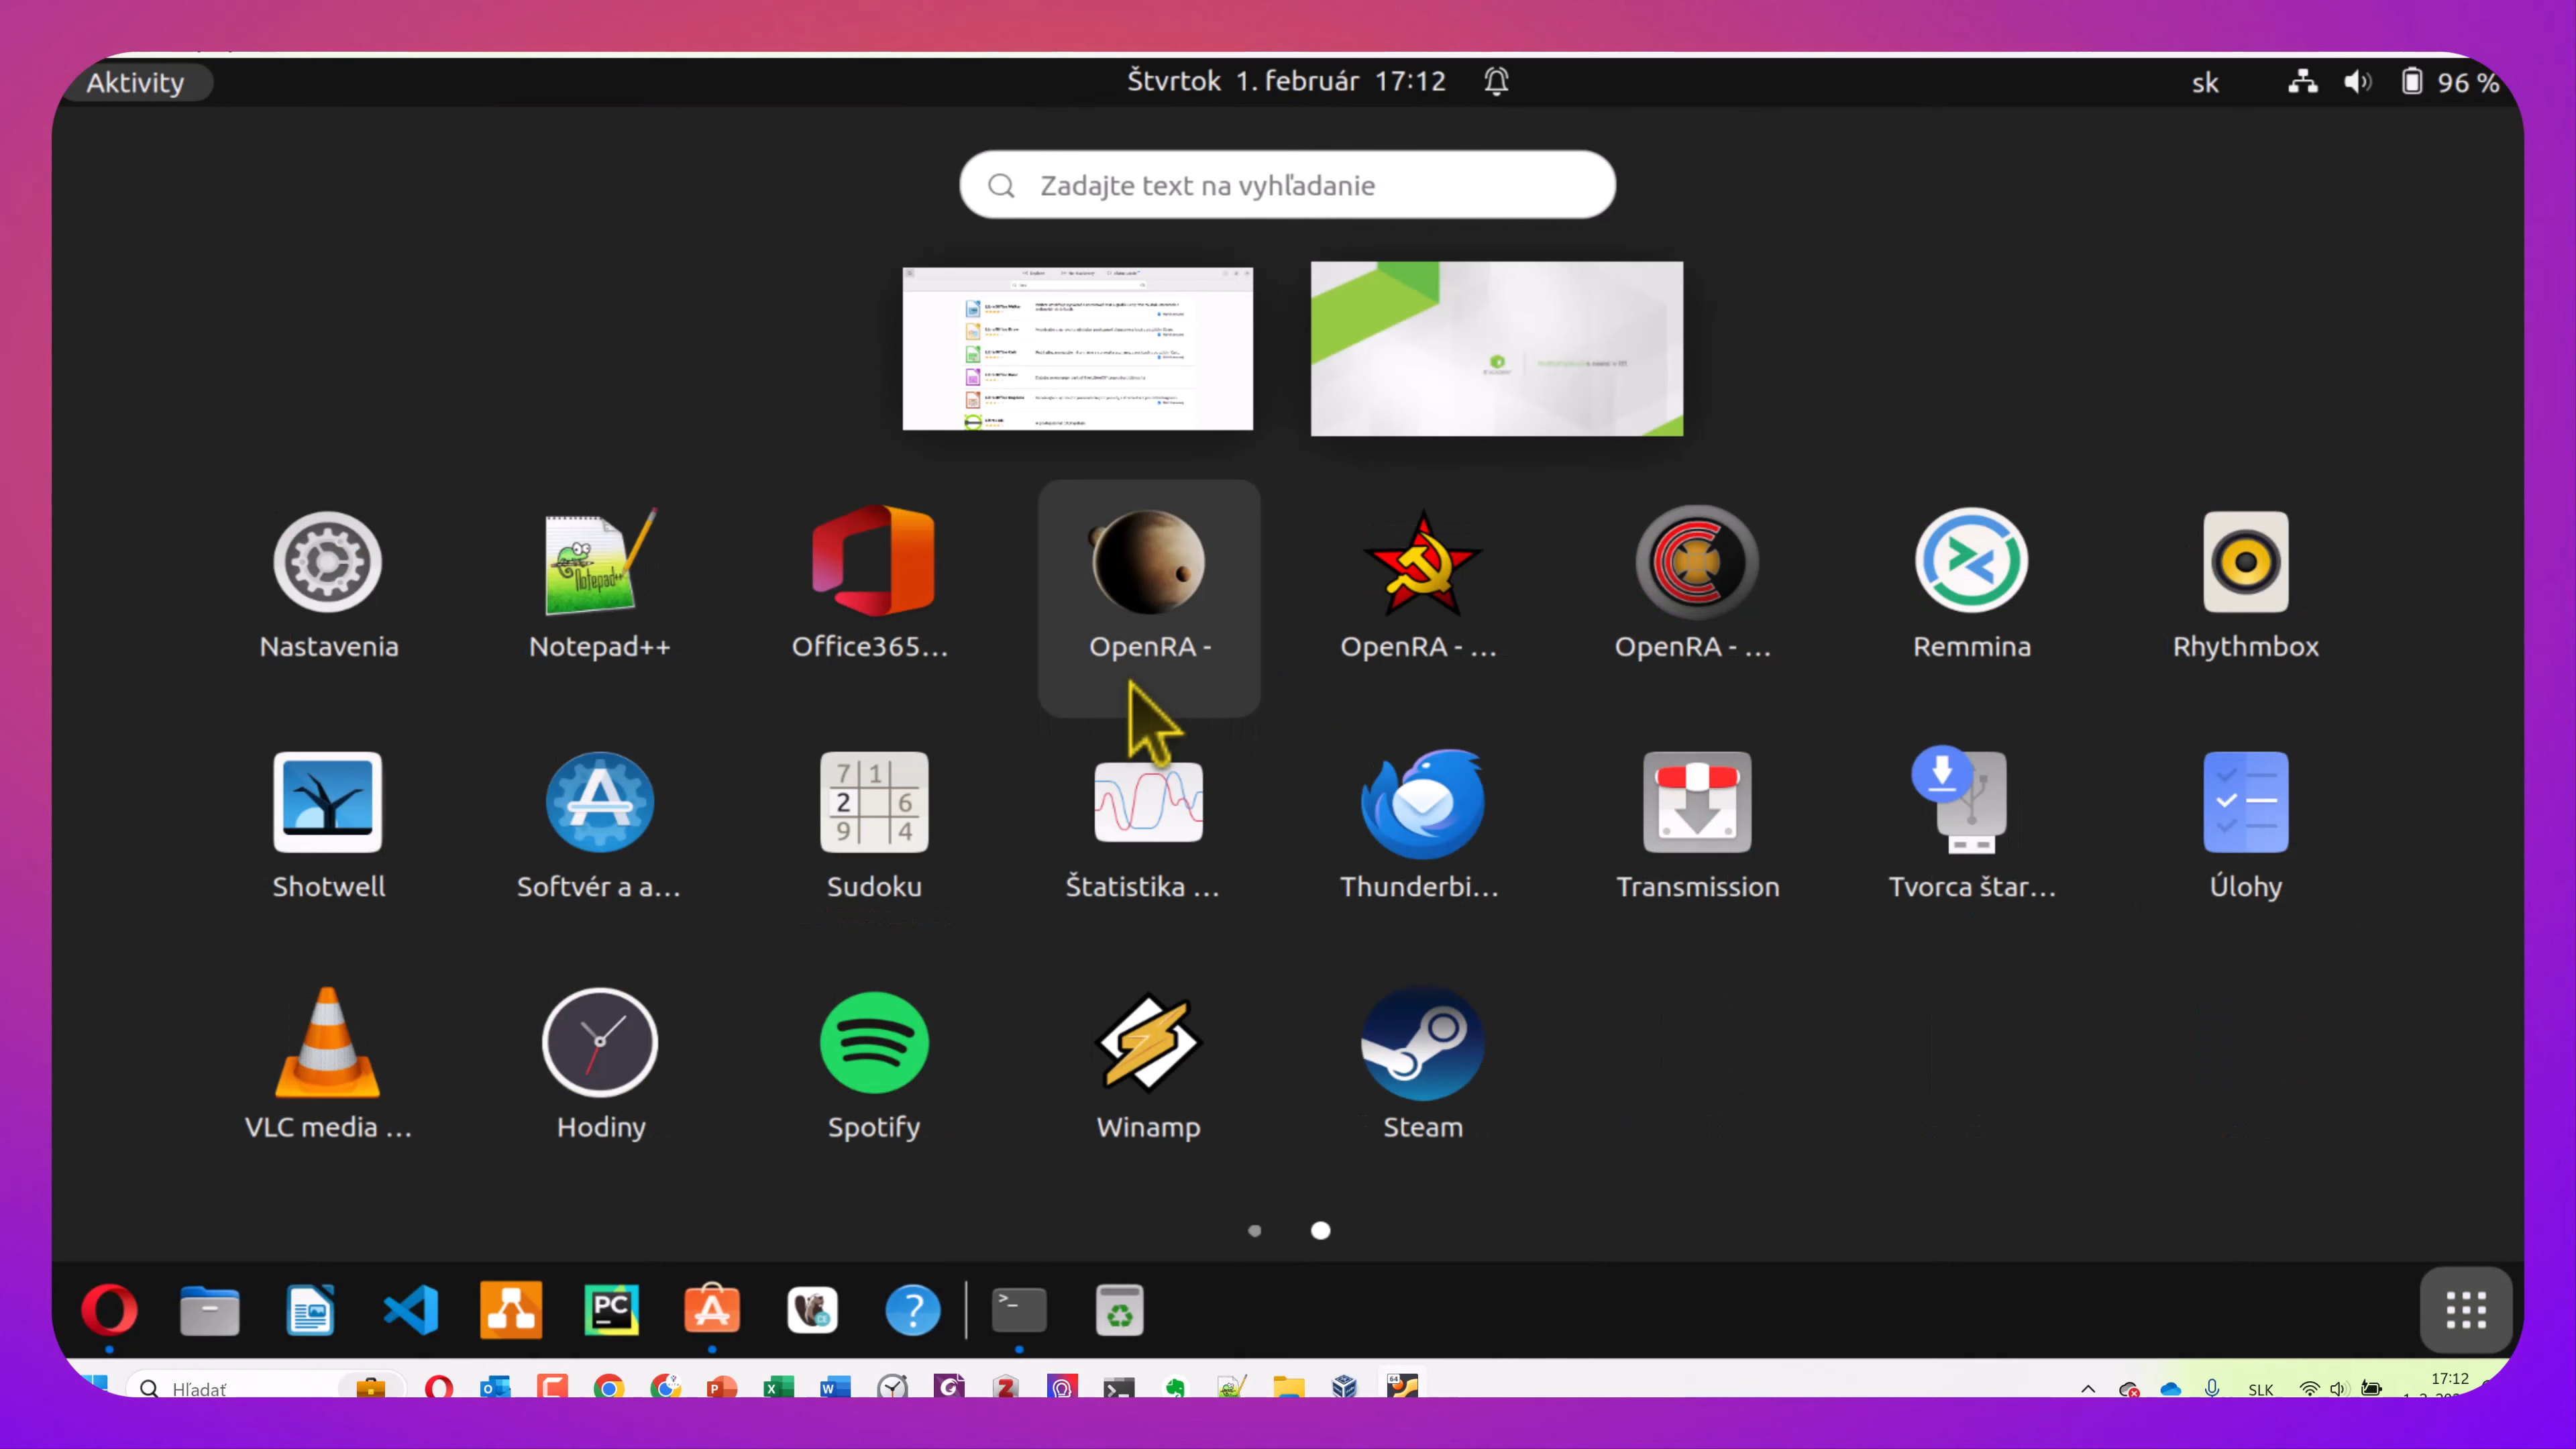 Aktivity
Štvrtok 1. február 17:12
sk
96 %
Zadajte text na vyhľadanie
Nastavenia
Notepad++
Office365…
OpenRA -
OpenRA - …
OpenRA - …
Remmina
Rhythmbox
Shotwell
Softvér a a…
Sudoku
Štatistika …
Thunderbi…
Transmission
Tvorca štar…
Úlohy
VLC media …
Hodiny
Spotify
Winamp
Steam
Hľadať
SLK
17:12